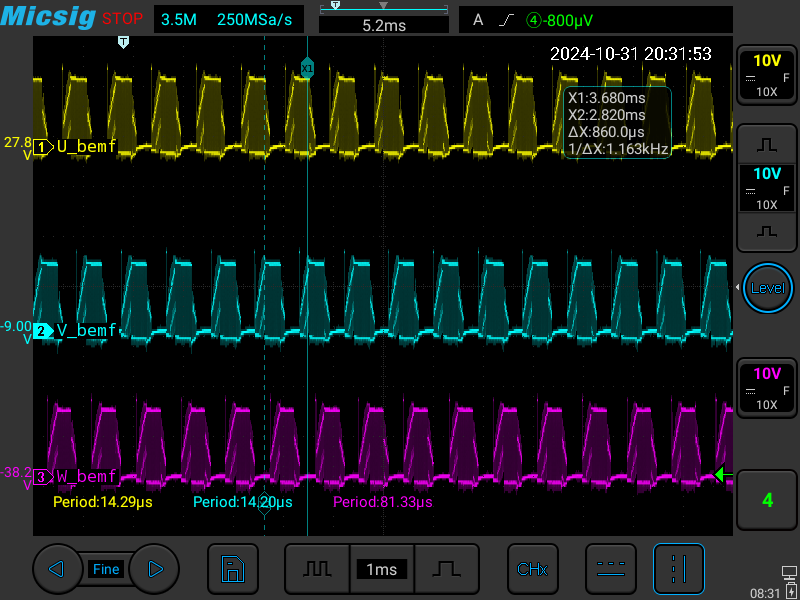 Micsig STOP 3.5M 250MSa/s T 5.2ms A ④-800μV
T
2024-10-31 20:31:53
X1
X1:3.680ms
X2:2.820ms
ΔX:860.0μs
1/ΔX:1.163kHz
27.8
V
1 U_bemf
-9.00
V
2 V_bemf
-38.2
V
3 W_bemf
Period:14.29μs Period:14.20μs Period:81.33μs
10V
F
10X
10V
F
10X
Level
10V
F
10X
4
Fine 1ms CHx
08:31